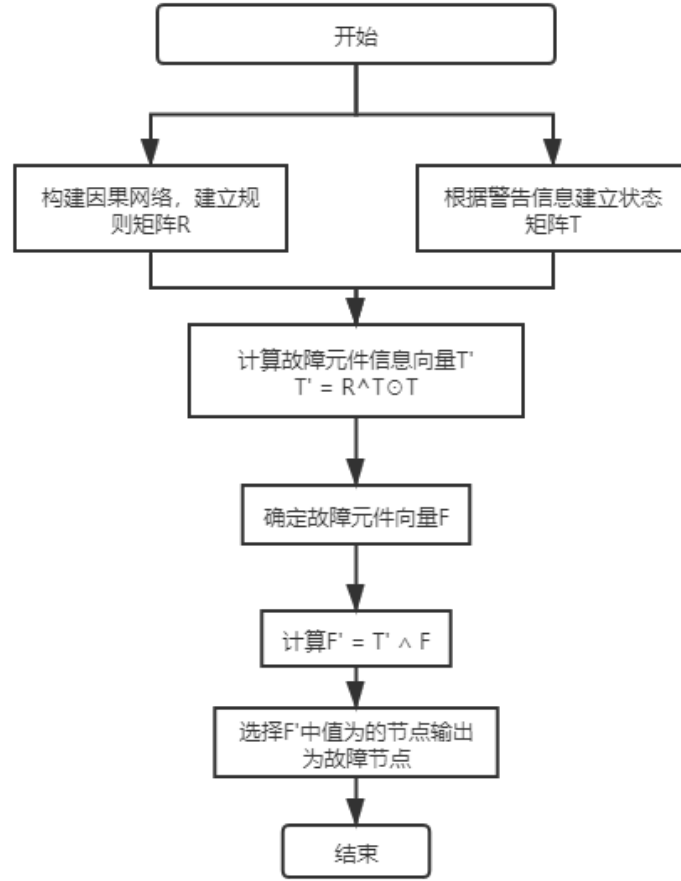 开始
构建因果网络，建立规
则矩阵R
根据警告信息建立状态
矩阵T
计算故障元件信息向量T'
T' = R^T⊙T
确定故障元件向量F
计算F' = T' ∧ F
选择F'中值为的节点输出
为故障节点
结束